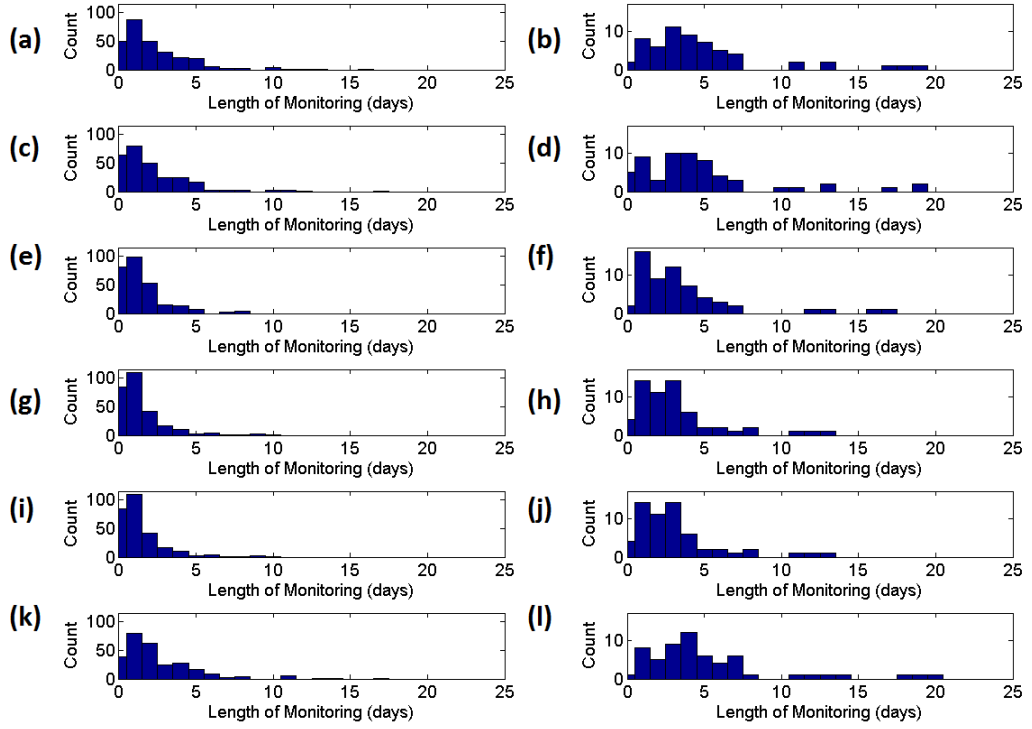 (a)
Count
100
50
0
0 5 10 15 20 25
Length of Monitoring (days)
(b)
Count
10
0
0 5 10 15 20 25
Length of Monitoring (days)
(c)
Count
100
50
0
0 5 10 15 20 25
Length of Monitoring (days)
(d)
Count
10
0
0 5 10 15 20 25
Length of Monitoring (days)
(e)
Count
100
50
0
0 5 10 15 20 25
Length of Monitoring (days)
(f)
Count
10
0
0 5 10 15 20 25
Length of Monitoring (days)
(g)
Count
100
50
0
0 5 10 15 20 25
Length of Monitoring (days)
(h)
Count
10
0
0 5 10 15 20 25
Length of Monitoring (days)
(i)
Count
100
50
0
0 5 10 15 20 25
Length of Monitoring (days)
(j)
Count
10
0
0 5 10 15 20 25
Length of Monitoring (days)
(k)
Count
100
50
0
0 5 10 15 20 25
Length of Monitoring (days)
(l)
Count
10
0
0 5 10 15 20 25
Length of Monitoring (days)